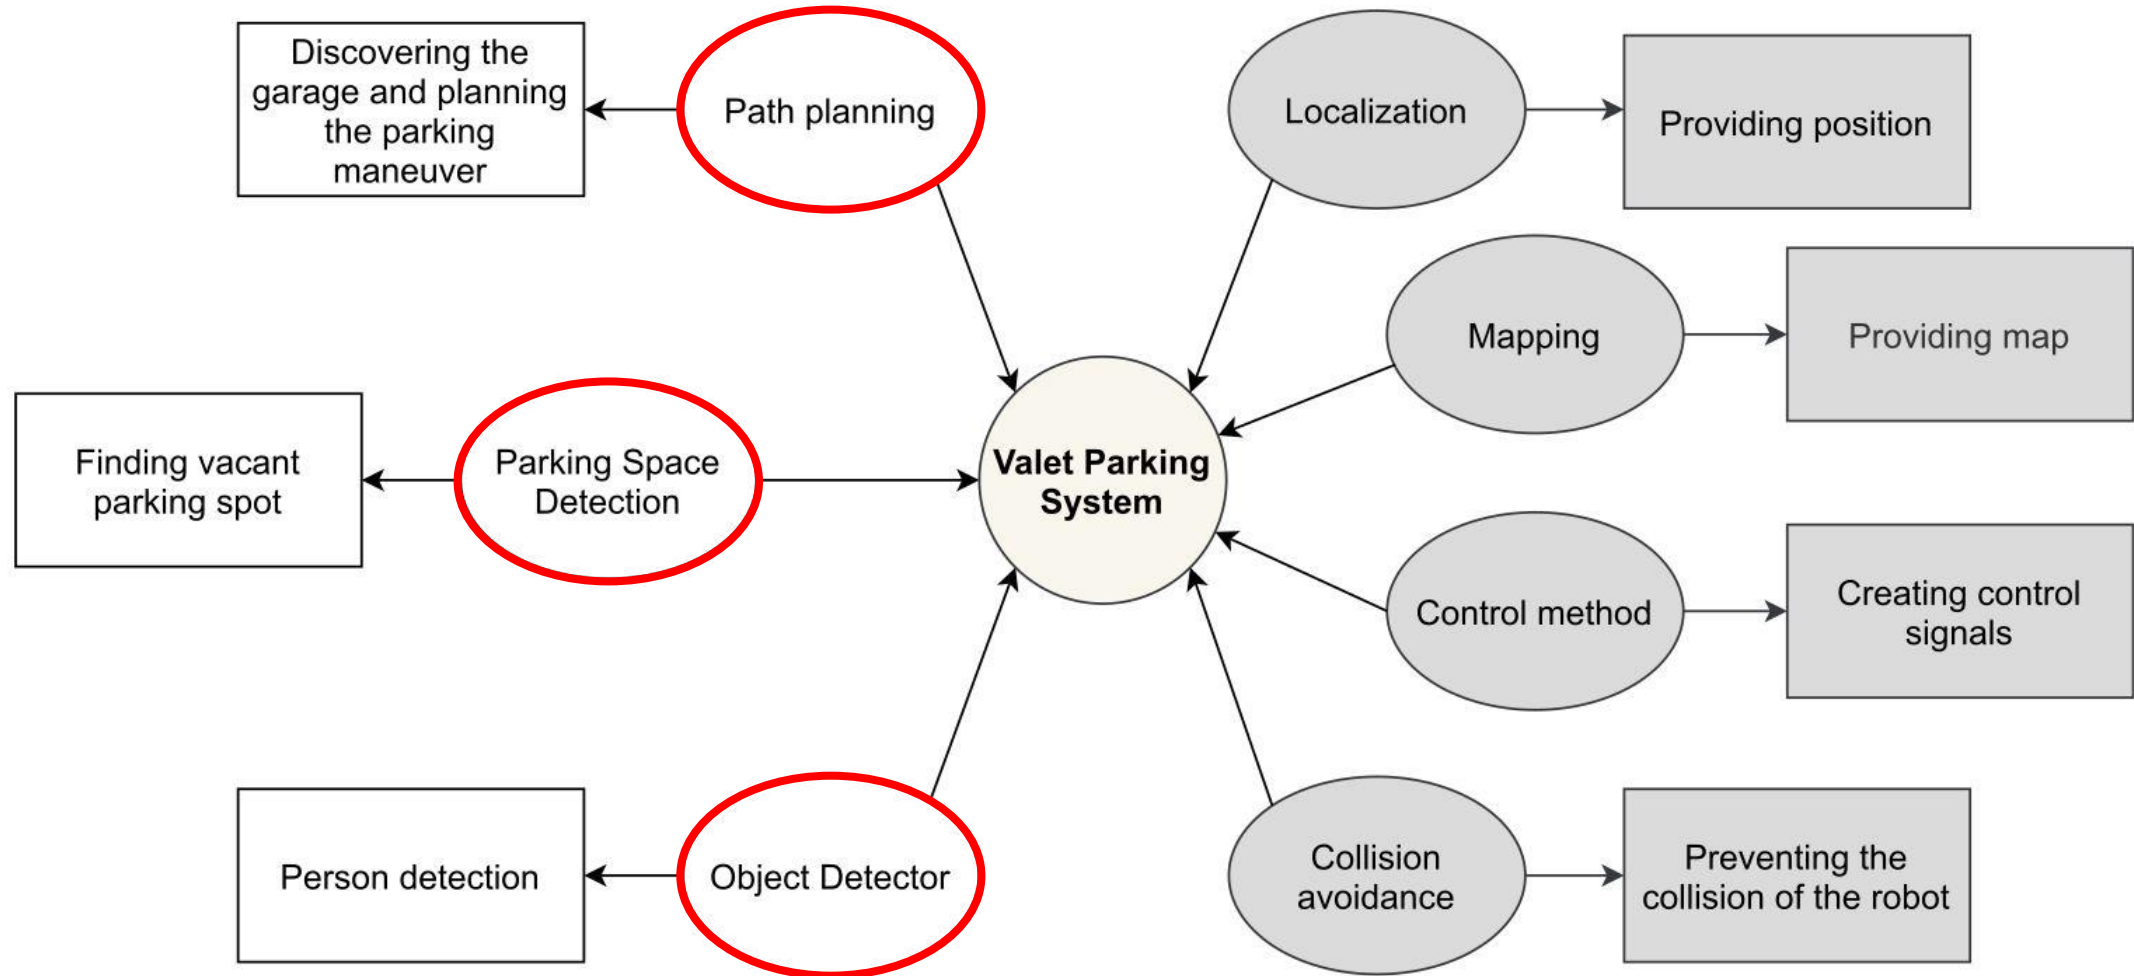 Discovering the
garage and planning
the parking
maneuver
Path planning
Localization
Providing position
Mapping
Providing map
Finding vacant
parking spot
Parking Space
Detection
Valet Parking
System
Control method
Creating control
signals
Person detection
Object Detector
Collision
avoidance
Preventing the
collision of the robot